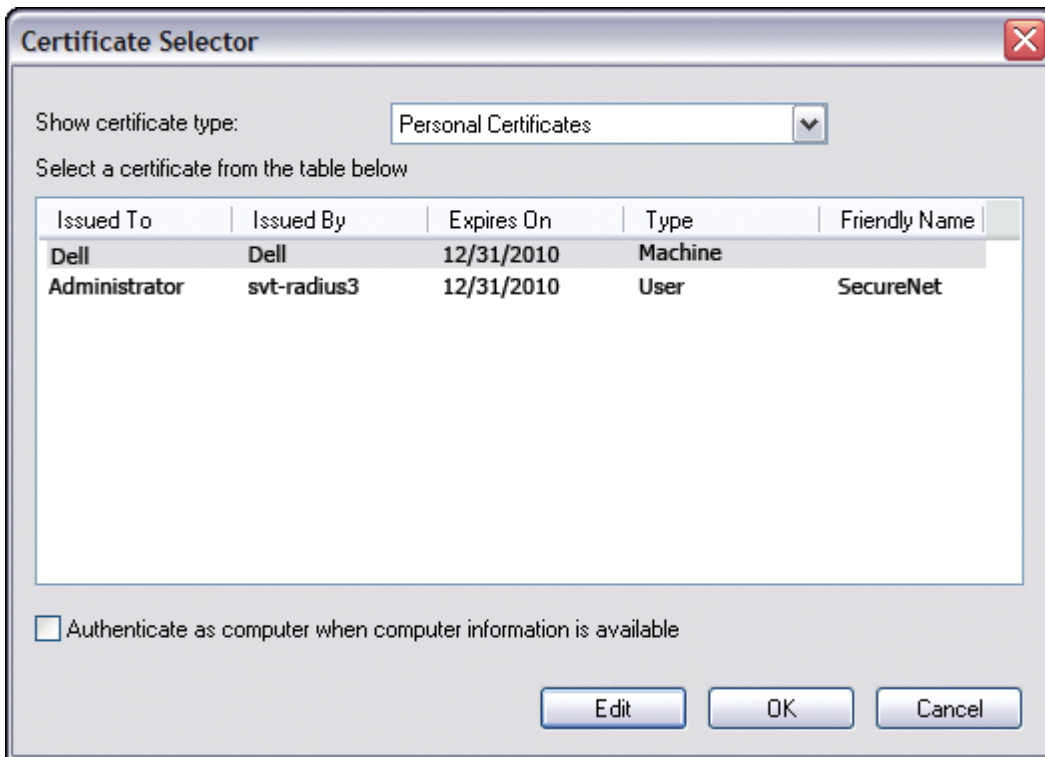 Certificate Selector
Show certificate type: Personal Certificates
Select a certificate from the table below
Issued To Issued By Expires On Type Friendly Name
Dell Dell 12/31/2010 Machine
Administrator svt-radius3 12/31/2010 User SecureNet
Authenticate as computer when computer information is available
Edit OK Cancel